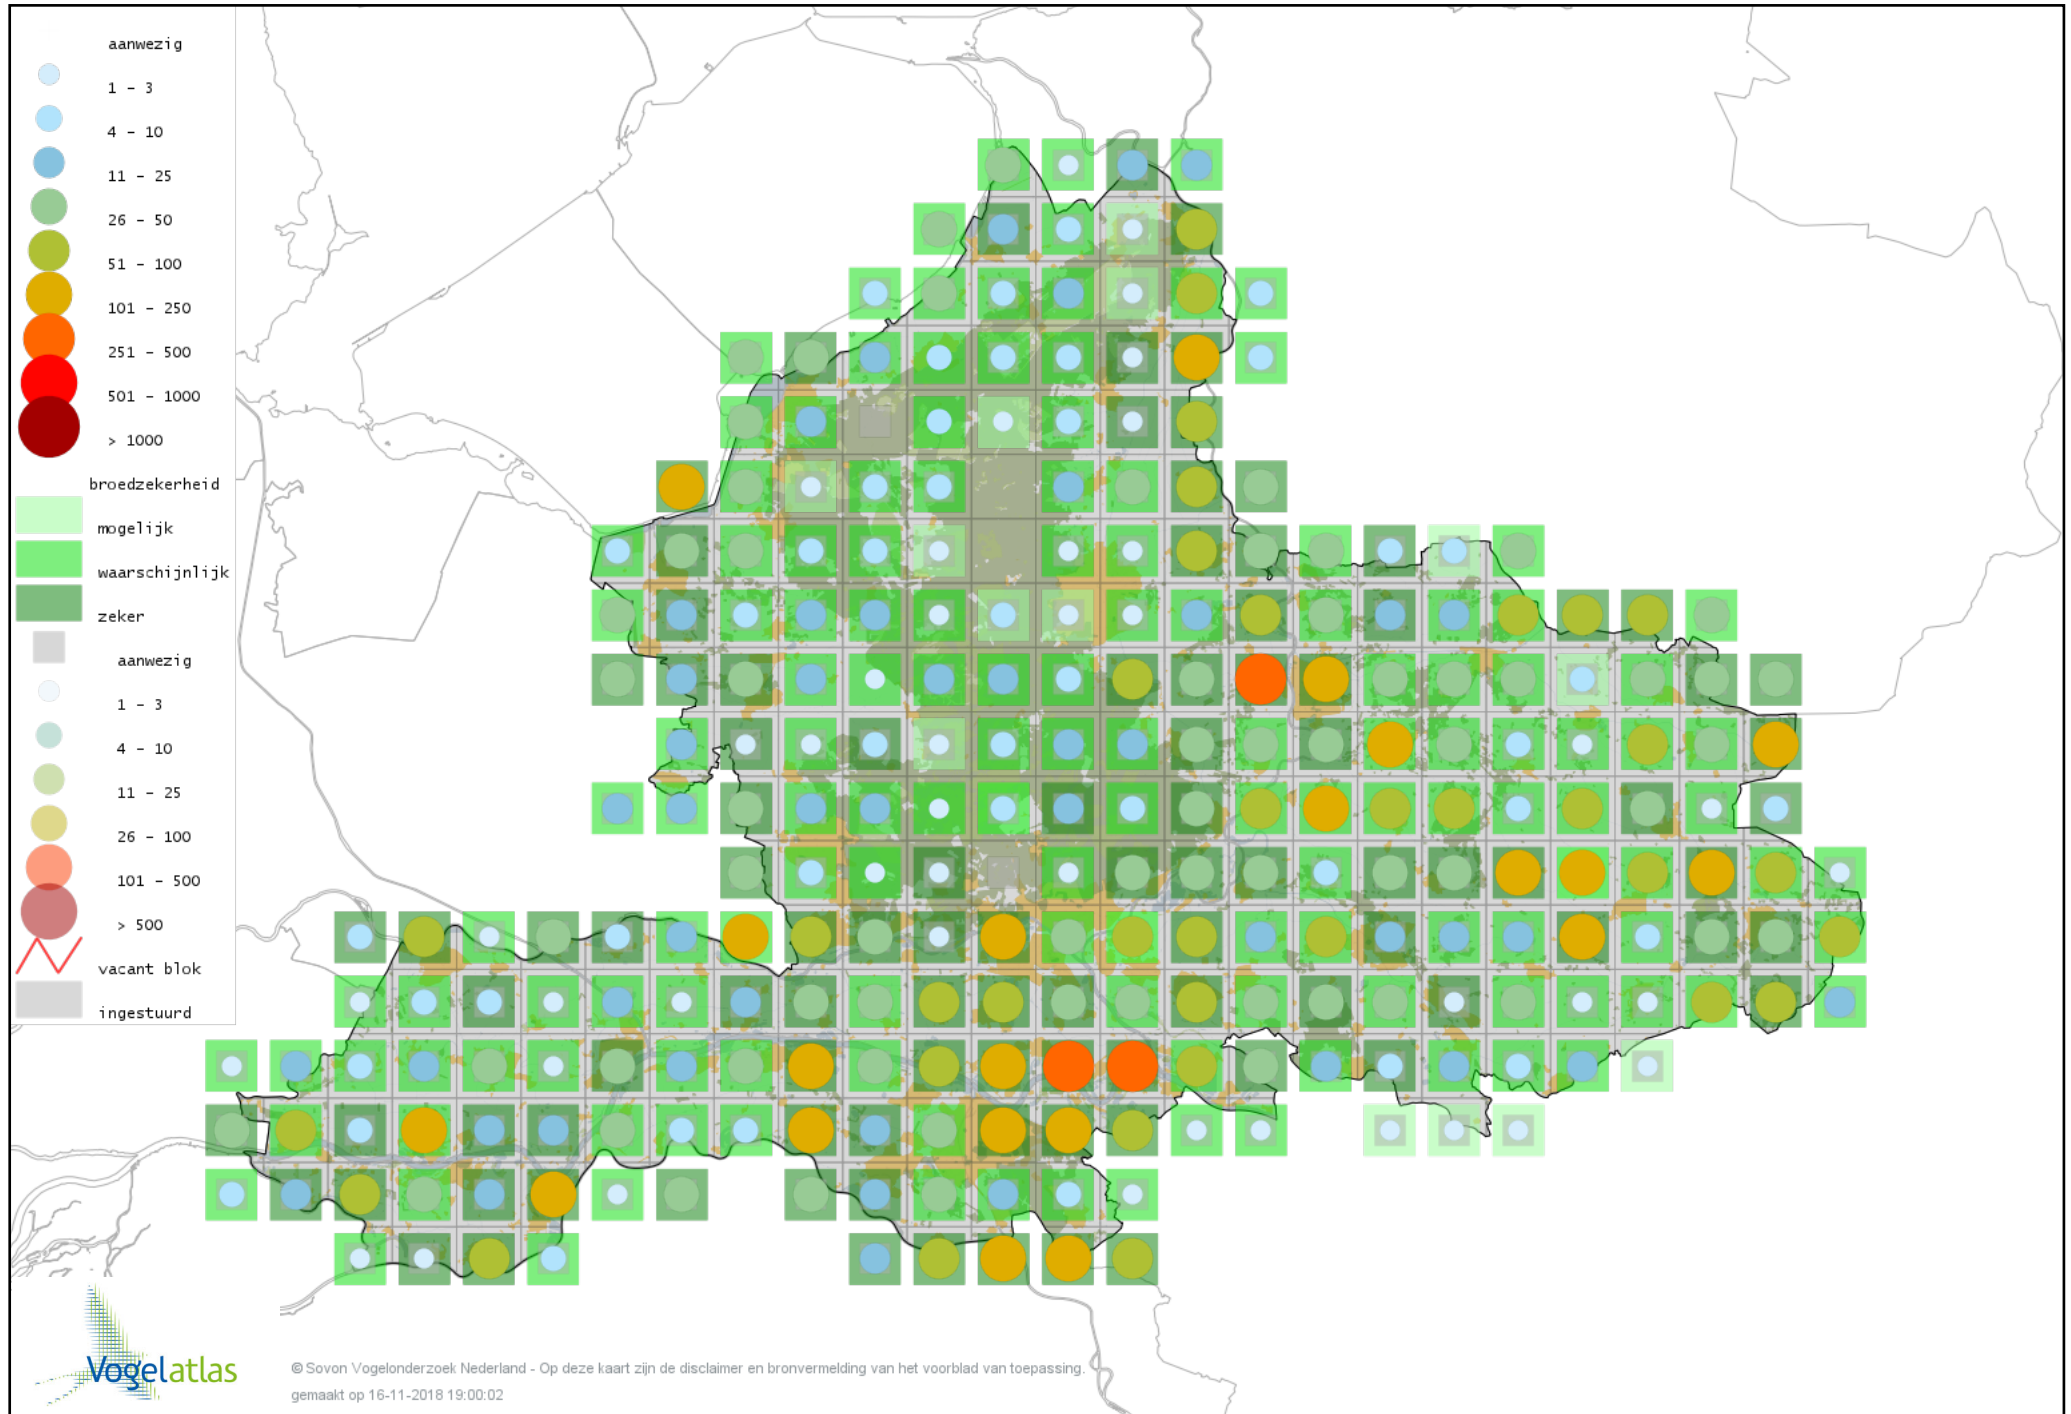 aanwezig
1 - 3
4 - 10
11 - 25
26 - 50
51 - 100
101 - 250
251 - 500
501 - 1000
> 1000
broedzekerheid
mogelijk
waarschijnlijk
zeker
aanwezig
1 - 3
4 - 10
11 - 25
26 - 100
101 - 500
> 500
vacant blok
ingestuurd
Vogelatlas
© Sovon Vogelonderzoek Nederland - Op deze kaart zijn de disclaimer en bronvermelding van het voorblad van toepassing.
gemaakt op 16-11-2018 19:00:02